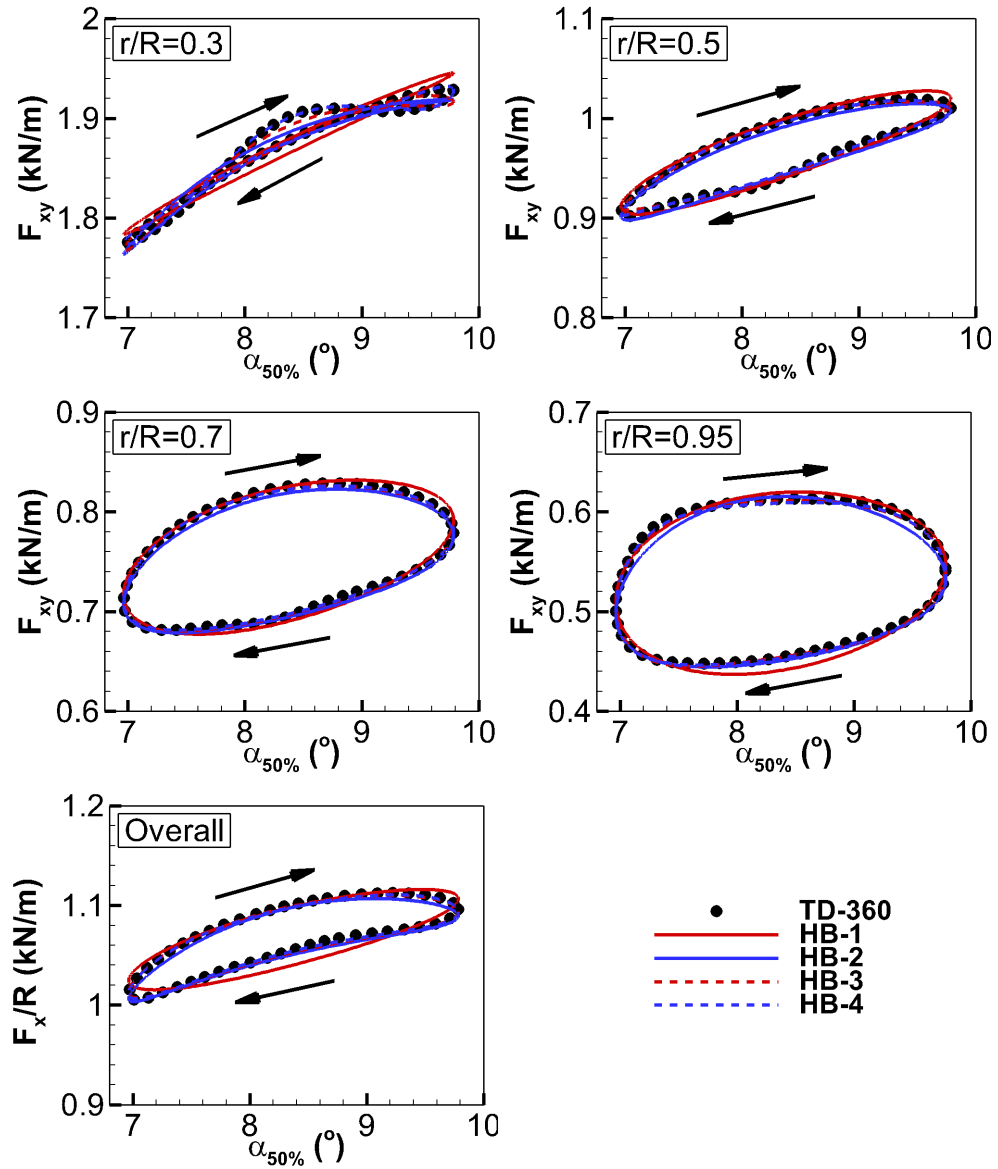 r/R=0.3
2
1.9
1.8
1.7
F_xy (kN/m)
7 8 9 10
α_50% (°)
r/R=0.5
1.1
1
0.9
0.8
F_xy (kN/m)
7 8 9 10
α_50% (°)
r/R=0.7
0.9
0.8
0.7
0.6
F_xy (kN/m)
7 8 9 10
α_50% (°)
r/R=0.95
0.7
0.6
0.5
0.4
F_xy (kN/m)
7 8 9 10
α_50% (°)
Overall
1.2
1.1
1
0.9
F_x/R (kN/m)
7 8 9 10
α_50% (°)
TD-360
HB-1
HB-2
HB-3
HB-4